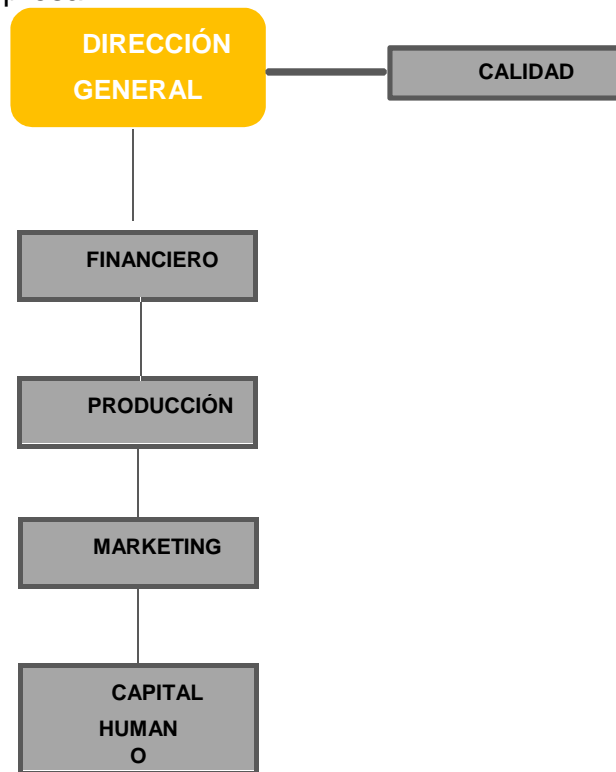 DIRECCIÓN
GENERAL
CALIDAD
FINANCIERO
PRODUCCIÓN
MARKETING
CAPITAL
HUMAN
O